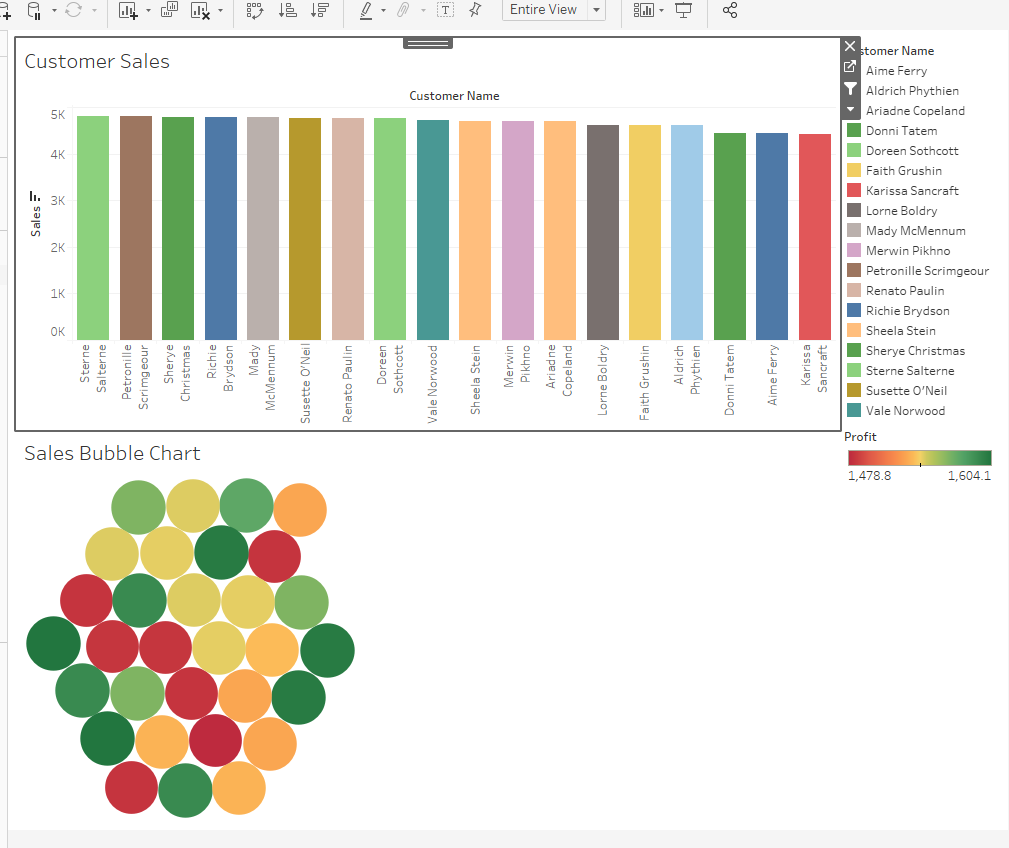 T
Entire View
Customer Sales
Customer Name
5K
4K
3K
2K
1K
0K
Sales
Sterne
Salterne
Petronille
Scrimgeour
Sherye
Christmas
Richie
Brydson
Mady
McMennum
Susette O'Neil
Renato Paulin
Doreen
Sothcott
Vale Norwood
Sheela Stein
Merwin
Pikhno
Ariadne
Copeland
Lorne Boldry
Faith Grushin
Aldrich
Phythien
Donni Tatem
Aime Ferry
Karissa
Sancraft
stomer Name
Aime Ferry
Aldrich Phythien
Ariadne Copeland
Donni Tatem
Doreen Sothcott
Faith Grushin
Karissa Sancraft
Lorne Boldry
Mady McMennum
Merwin Pikhno
Petronille Scrimgeour
Renato Paulin
Richie Brydson
Sheela Stein
Sherye Christmas
Sterne Salterne
Susette O'Neil
Vale Norwood
Profit
1,478.8 1,604.1
Sales Bubble Chart